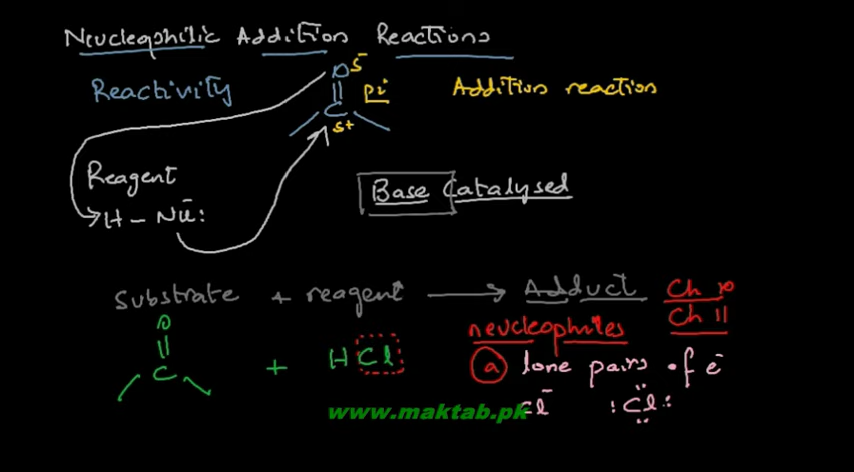 Neucleophilic Addition Reactions
Reactivity
O δ-
||
C
δ+
pi
Addition reaction
Reagent
H - Nu:
Base Catalysed
Substrate + reagent → Adduct
Ch 10
Ch 11
neucleophiles
O
||
C
+ H Cl
a lone pairs of e-
Cl- :Cl:
www.maktab.pk